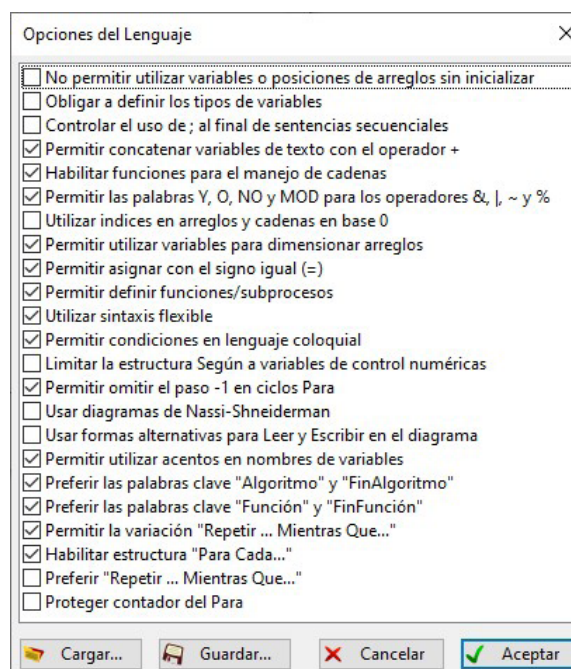 Opciones del Lenguaje
No permitir utilizar variables o posiciones de arreglos sin inicializar
Obligar a definir los tipos de variables
Controlar el uso de ; al final de sentencias secuenciales
Permitir concatenar variables de texto con el operador +
Habilitar funciones para el manejo de cadenas
Permitir las palabras Y, O, NO y MOD para los operadores &, |, ~ y %
Utilizar indices en arreglos y cadenas en base 0
Permitir utilizar variables para dimensionar arreglos
Permitir asignar con el signo igual (=)
Permitir definir funciones/subprocesos
Utilizar sintaxis flexible
Permitir condiciones en lenguaje coloquial
Limitar la estructura Según a variables de control numéricas
Permitir omitir el paso -1 en ciclos Para
Usar diagramas de Nassi-Shneiderman
Usar formas alternativas para Leer y Escribir en el diagrama
Permitir utilizar acentos en nombres de variables
Preferir las palabras clave "Algoritmo" y "FinAlgoritmo"
Preferir las palabras clave "Función" y "FinFunción"
Permitir la variación "Repetir ... Mientras Que..."
Habilitar estructura "Para Cada..."
Preferir "Repetir ... Mientras Que..."
Proteger contador del Para
Cargar... Guardar... Cancelar Aceptar